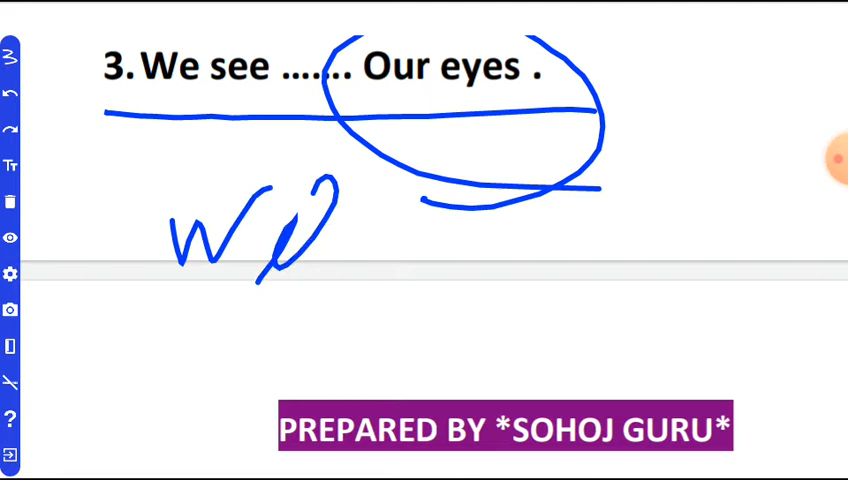 3. We see ....... Our eyes .
PREPARED BY *SOHOJ GURU*